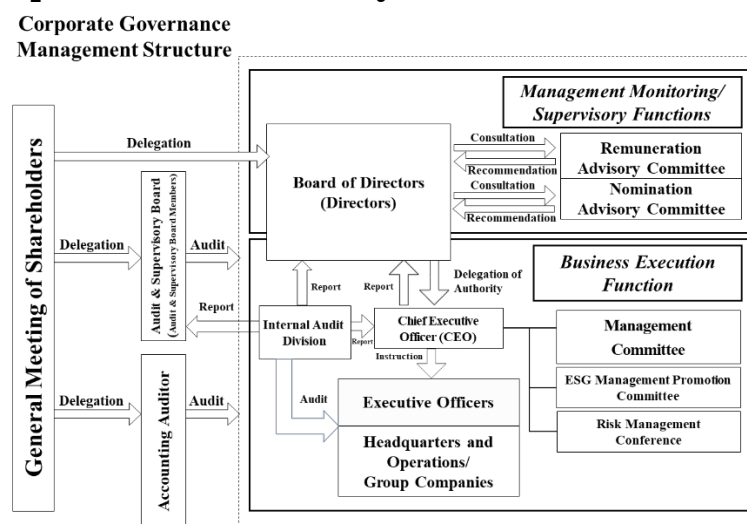 Corporate Governance
Management Structure
General Meeting of Shareholders
Delegation
Delegation
Delegation
Audit & Supervisory Board
(Audit & Supervisory Board Members)
Audit
Report
Accounting Auditor
Audit
Management Monitoring/
Supervisory Functions
Board of Directors
(Directors)
Consultation
Recommendation
Consultation
Recommendation
Remuneration
Advisory Committee
Nomination
Advisory Committee
Business Execution
Function
Report
Report
Delegation of
Authority
Internal Audit
Division
Report
Chief Executive
Officer (CEO)
Instruction
Audit
Executive Officers
Headquarters and
Operations/
Group Companies
Management
Committee
ESG Management Promotion
Committee
Risk Management
Conference